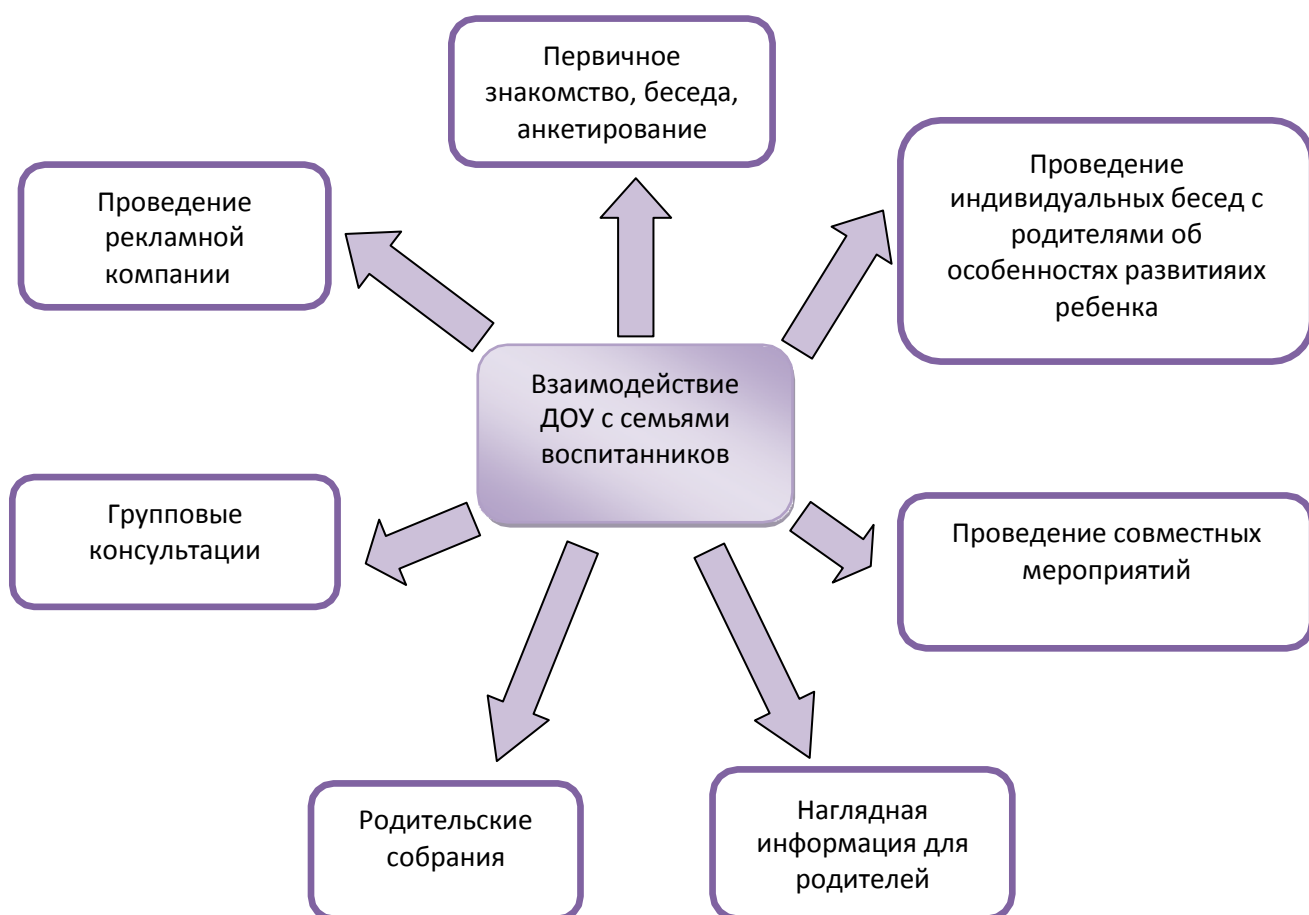 Первичное
знакомство, беседа,
анкетирование
Проведение
рекламной
компании
Проведение
индивидуальных бесед с
родителями об
особенностях развитияих
ребенка
Взаимодействие
ДОУ с семьями
воспитанников
Групповые
консультации
Проведение совместных
мероприятий
Родительские
собрания
Наглядная
информация для
родителей